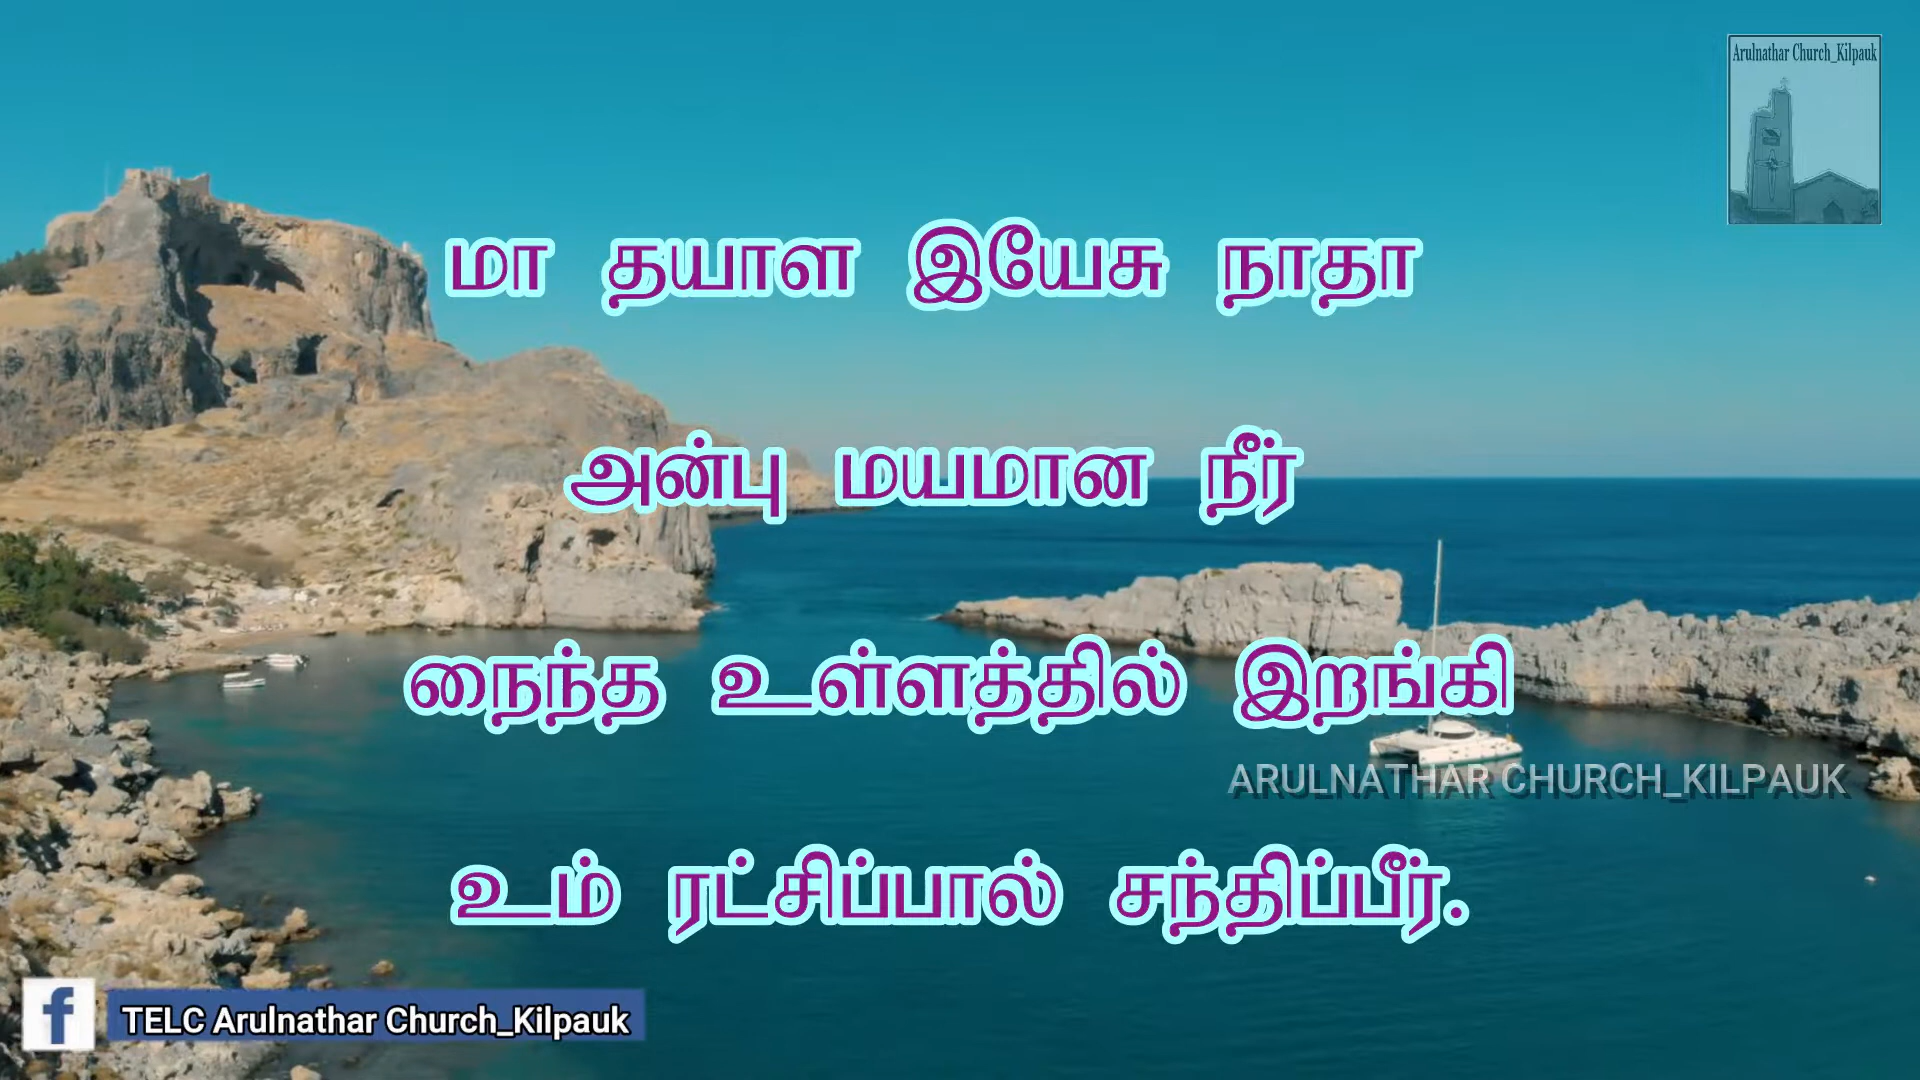 Arulnathar Church_Kilpauk
மா தயாள இயேசு நாதா
அன்பு மயமான நீர்
நைந்த உள்ளத்தில் இறங்கி
ARULNATHAR CHURCH_KILPAUK
உம் ரட்சிப்பால் சந்திப்பீர்.
f TELC Arulnathar Church_Kilpauk